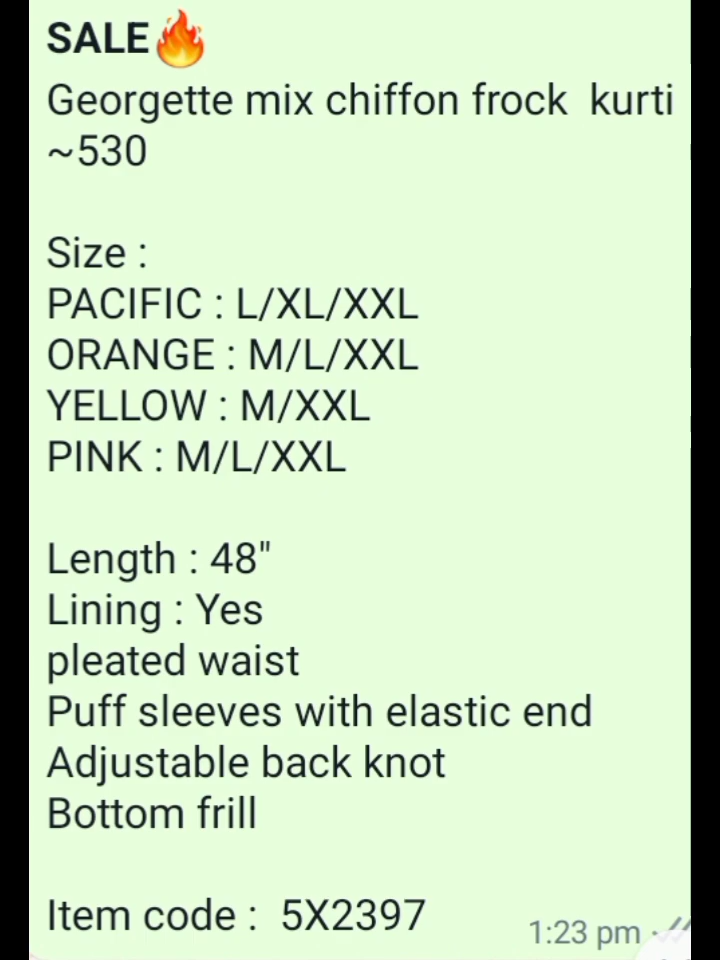 SALE🔥
Georgette mix chiffon frock  kurti
~530
Size :
PACIFIC : L/XL/XXL
ORANGE : M/L/XXL
YELLOW : M/XXL
PINK : M/L/XXL
Length : 48"
Lining : Yes
pleated waist
Puff sleeves with elastic end
Adjustable back knot
Bottom frill
Item code :  5X2397
1:23 pm